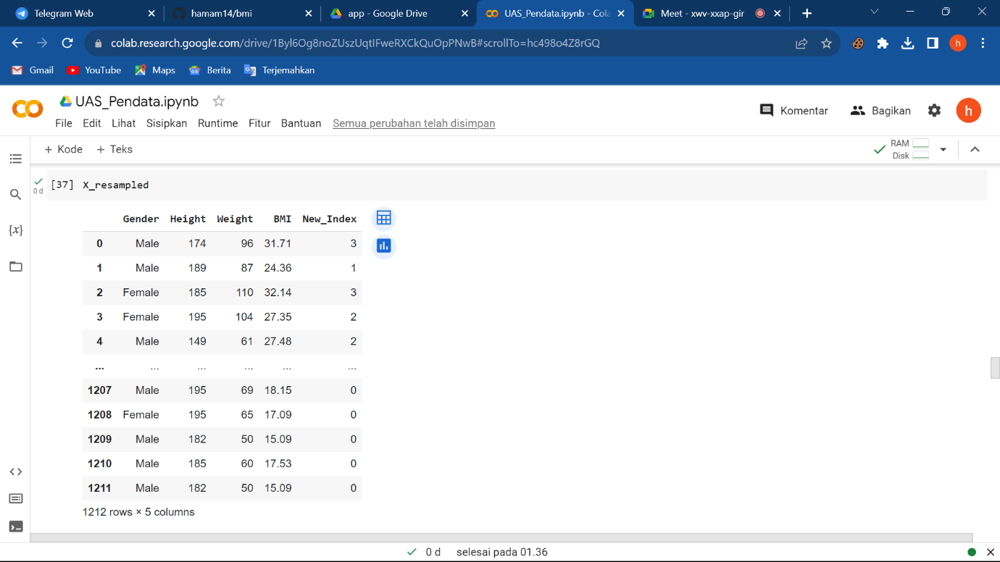 Telegram Web hamam14/bmi app - Google Drive UAS_Pendata.ipynb - Cola Meet - xwv-xxap-gir
colab.research.google.com/drive/1Byl6Og8noZUszUqtIFweRXCkQuOpPNwB#scrollTo=hc498o4Z8rGQ h
Gmail YouTube Maps Berita Terjemahkan
UAS_Pendata.ipynb
Komentar Bagikan h
File Edit Lihat Sisipkan Runtime Fitur Bantuan Semua perubahan telah disimpan
+ Kode + Teks RAM
Disk
[37] X_resampled
0 d
Gender Height Weight BMI New_Index
0 Male 174 96 31.71 3
1 Male 189 87 24.36 1
2 Female 185 110 32.14 3
3 Female 195 104 27.35 2
4 Male 149 61 27.48 2
... ... ... ... ... ...
1207 Male 195 69 18.15 0
1208 Female 195 65 17.09 0
1209 Male 182 50 15.09 0
1210 Male 185 60 17.53 0
1211 Male 182 50 15.09 0
1212 rows × 5 columns
0 d selesai pada 01.36